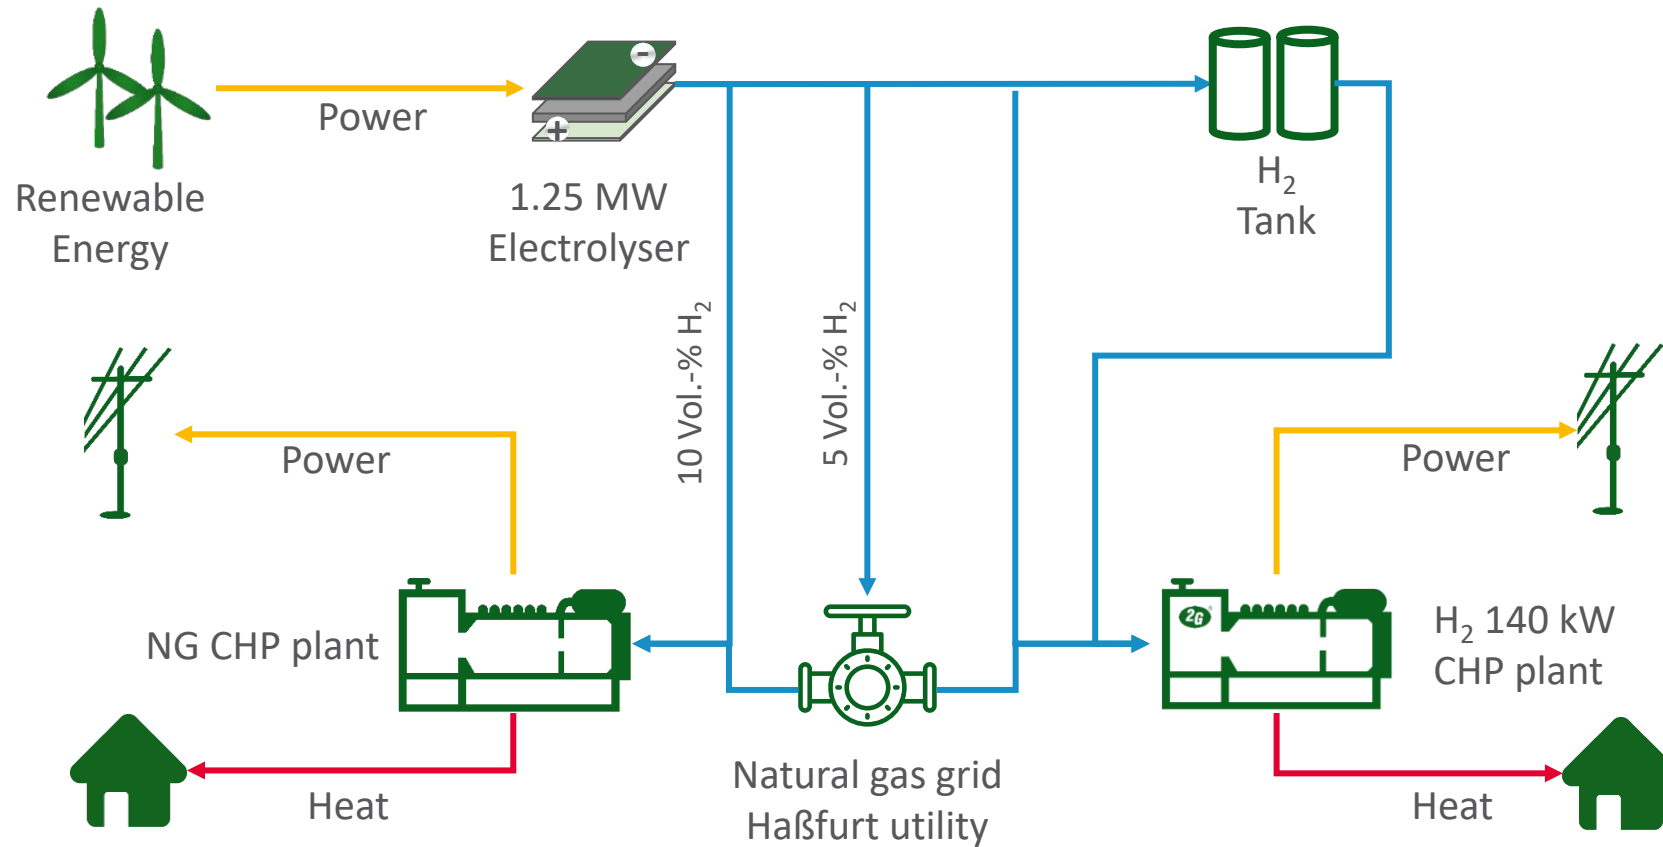 Power
Renewable
Energy
1.25 MW
Electrolyser
H₂
Tank
10 Vol.-% H₂
5 Vol.-% H₂
Power
Power
NG CHP plant
2G
H₂ 140 kW
CHP plant
Heat
Natural gas grid
Haßfurt utility
Heat